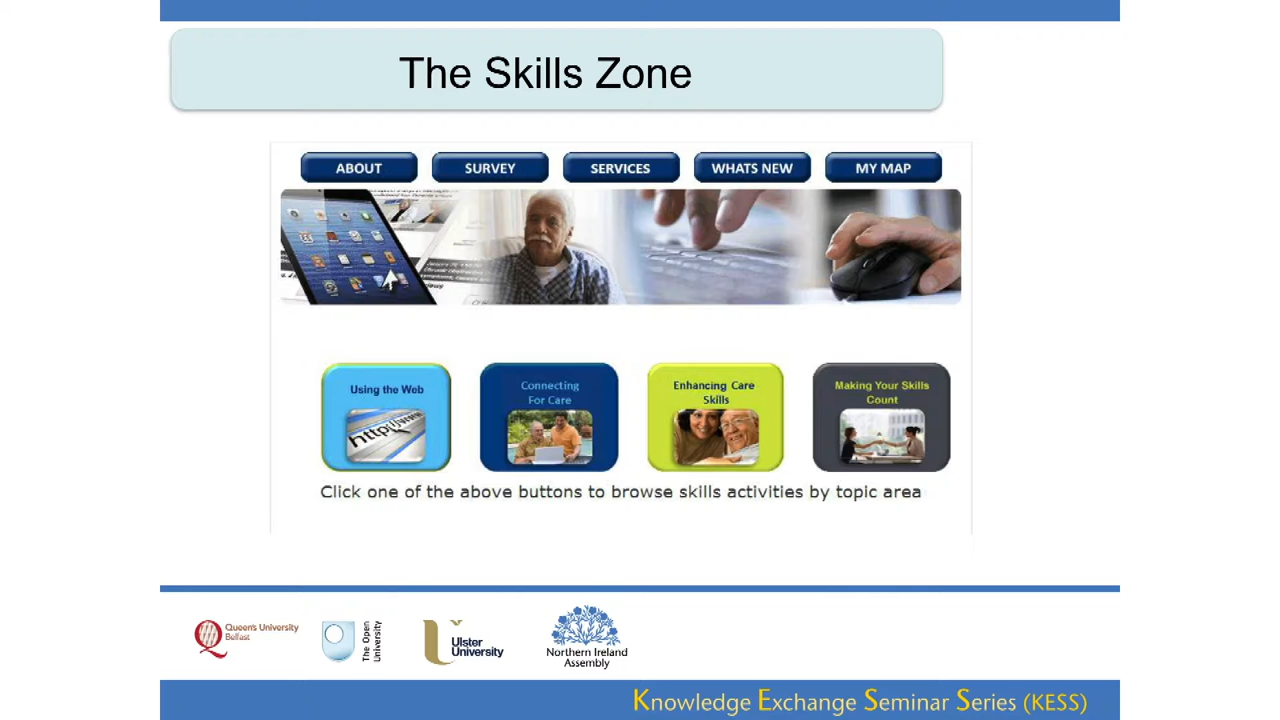 The Skills Zone
ABOUT
SURVEY
SERVICES
WHATS NEW
MY MAP
Using the Web
Connecting
For Care
Enhancing Care
Skills
Making Your Skills
Count
http://www
Click one of the above buttons to browse skills activities by topic area
Queen's University
Belfast
The Open
University
Ulster
University
Northern Ireland
Assembly
Knowledge Exchange Seminar Series (KESS)